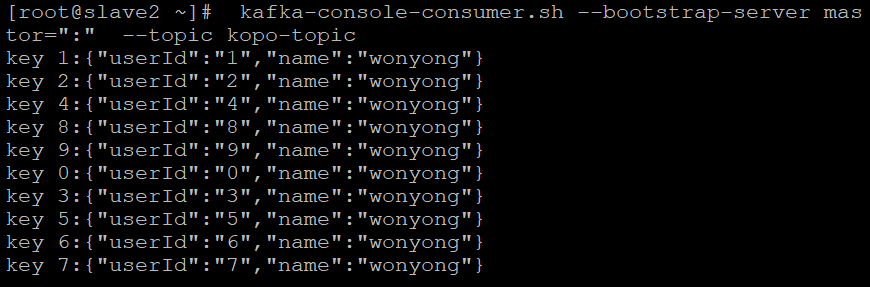 [root@slave2 ~]#  kafka-console-consumer.sh --bootstrap-server mas
tor=":"  --topic kopo-topic
key 1:{"userId":"1","name":"wonyong"}
key 2:{"userId":"2","name":"wonyong"}
key 4:{"userId":"4","name":"wonyong"}
key 8:{"userId":"8","name":"wonyong"}
key 9:{"userId":"9","name":"wonyong"}
key 0:{"userId":"0","name":"wonyong"}
key 3:{"userId":"3","name":"wonyong"}
key 5:{"userId":"5","name":"wonyong"}
key 6:{"userId":"6","name":"wonyong"}
key 7:{"userId":"7","name":"wonyong"}